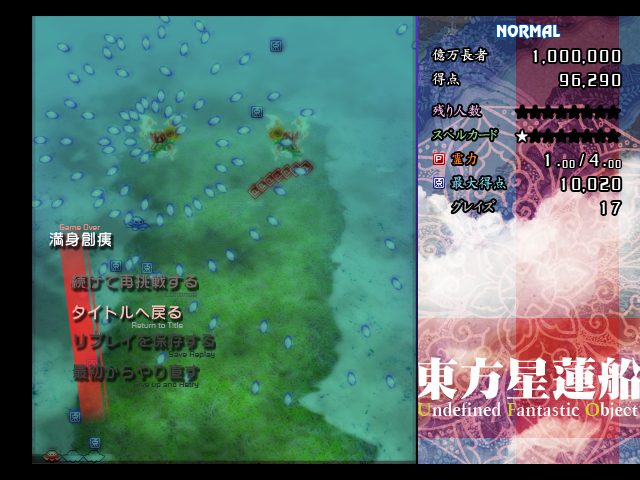 NORMAL
億万長者 1,000,000
得点 96,290
残り人数
スペルカード
P 霊力 1.00/4.00
最大得点 10,020
グレイズ 17
Game Over
満身創痍
続けて再挑戦する
タイトルへ戻る
Return to Title
リプレイを保存する
Save Replay
最初からやり直す
Give up and Retry
東方星蓮船
Undefined Fantastic Object